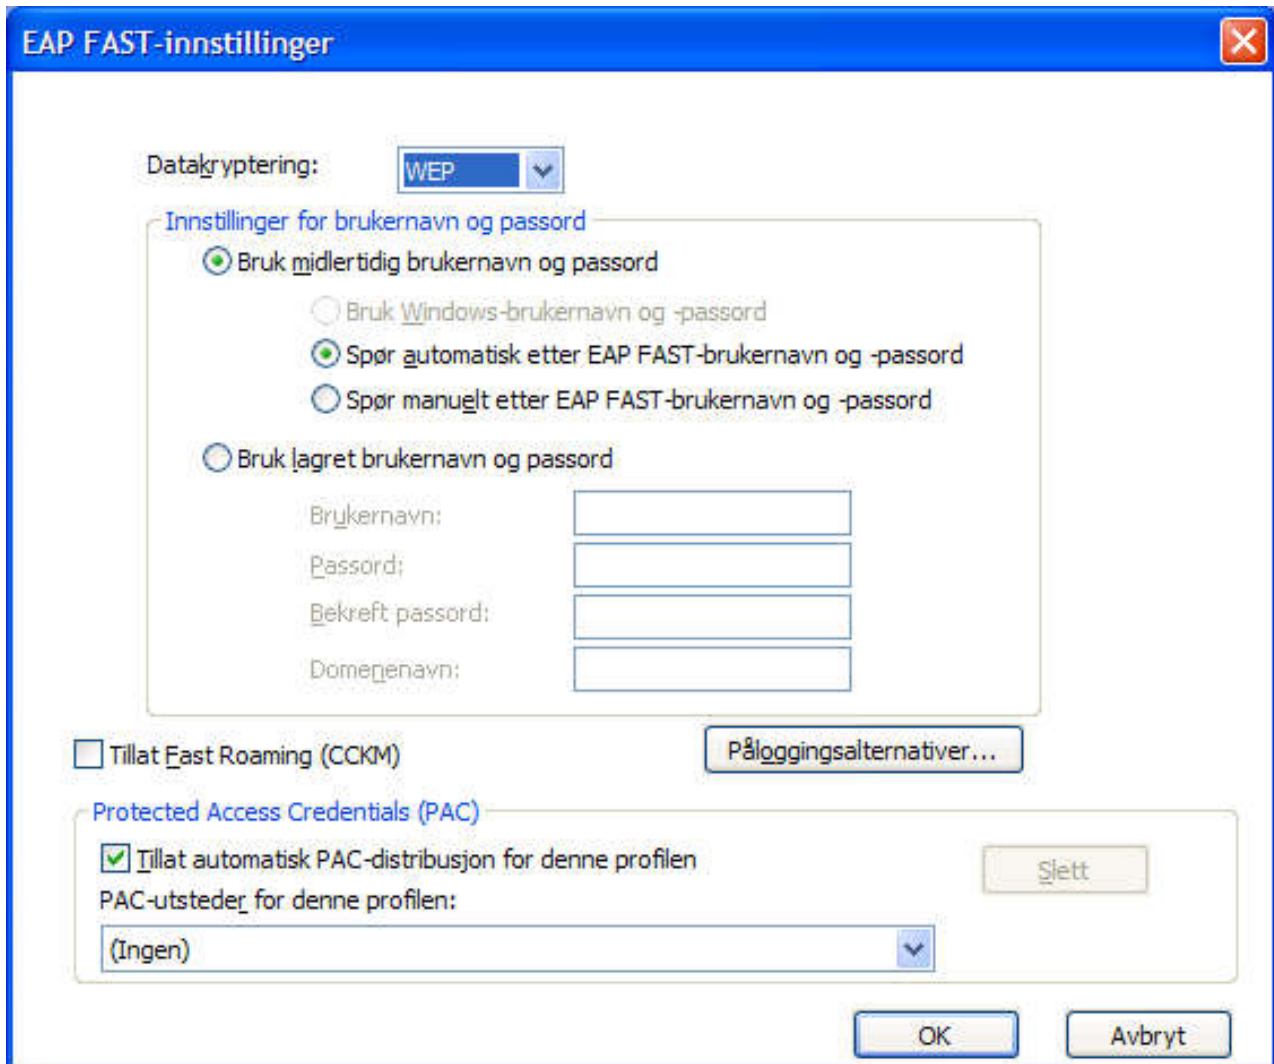 EAP FAST-innstillinger
Datakryptering: WEP
Innstillinger for brukernavn og passord
Bruk midlertidig brukernavn og passord
Bruk Windows-brukernavn og -passord
Spør automatisk etter EAP FAST-brukernavn og -passord
Spør manuelt etter EAP FAST-brukernavn og -passord
Bruk lagret brukernavn og passord
Brukernavn:
Passord:
Bekreft passord:
Domenenavn:
Tillat Fast Roaming (CCKM) Påloggingsalternativer...
Protected Access Credentials (PAC)
Tillat automatisk PAC-distribusjon for denne profilen Slett
PAC-utsteder for denne profilen:
(Ingen)
OK Avbryt